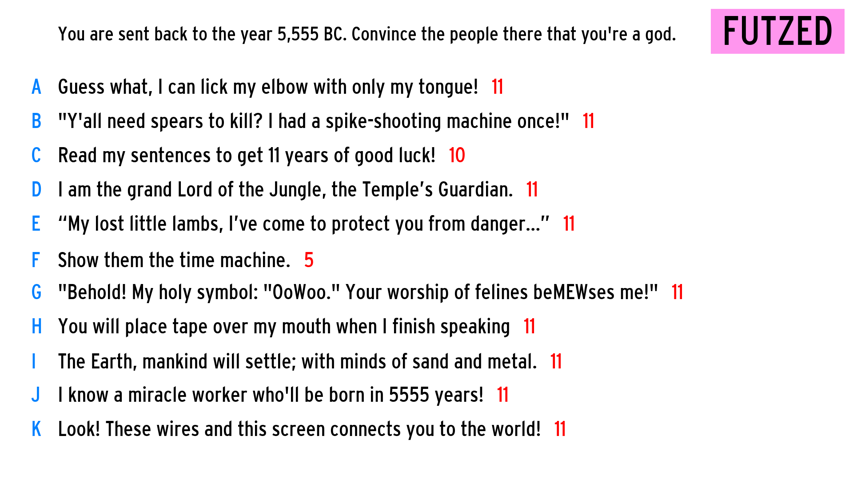 You are sent back to the year 5,555 BC. Convince the people there that you're a god.
FUTZED
A Guess what, I can lick my elbow with only my tongue! 11
B "Y'all need spears to kill? I had a spike-shooting machine once!" 11
C Read my sentences to get 11 years of good luck! 10
D I am the grand Lord of the Jungle, the Temple’s Guardian. 11
E “My lost little lambs, I’ve come to protect you from danger...” 11
F Show them the time machine. 5
G "Behold! My holy symbol: "OoWoo." Your worship of felines beMEWses me!" 11
H You will place tape over my mouth when I finish speaking 11
I The Earth, mankind will settle; with minds of sand and metal. 11
J I know a miracle worker who'll be born in 5555 years! 11
K Look! These wires and this screen connects you to the world! 11